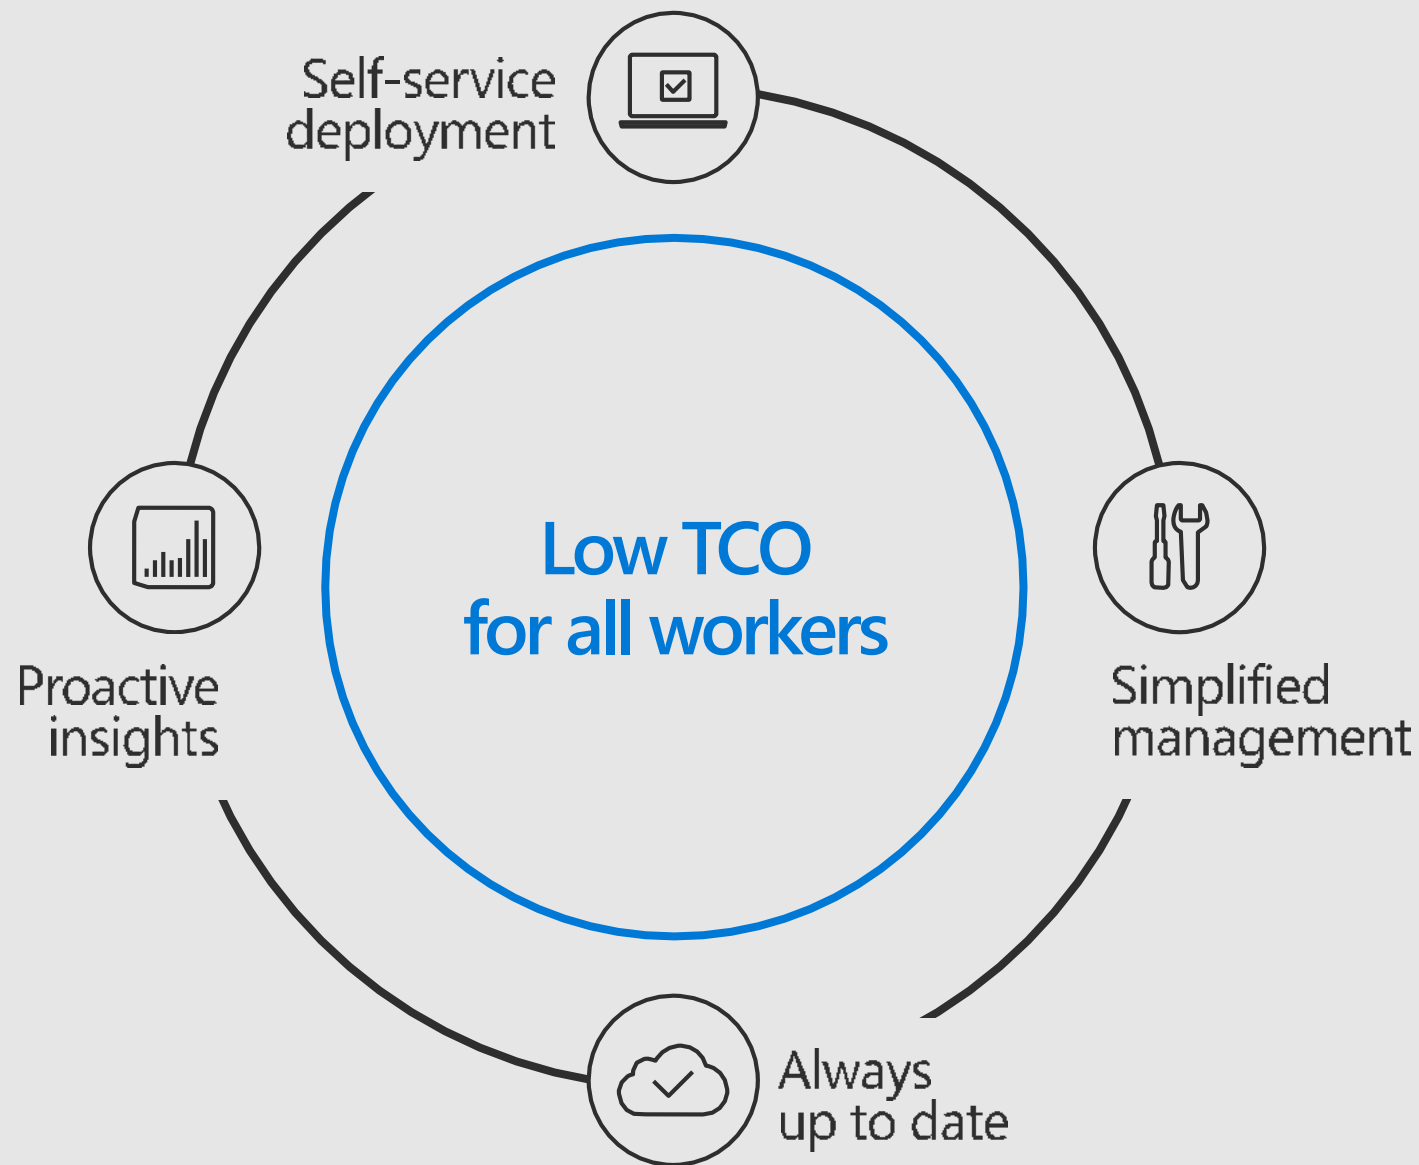 Self-service
deployment
Low TCO
for all workers
Proactive
insights
Simplified
management
Always
up to date